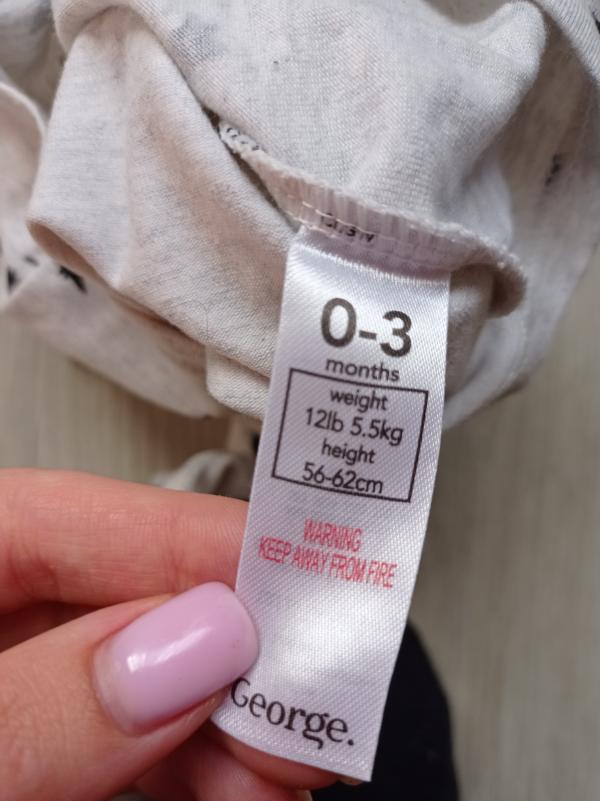 0-3
months
weight
12lb 5.5kg
height
56-62cm
WARNING
KEEP AWAY FROM FIRE
George.